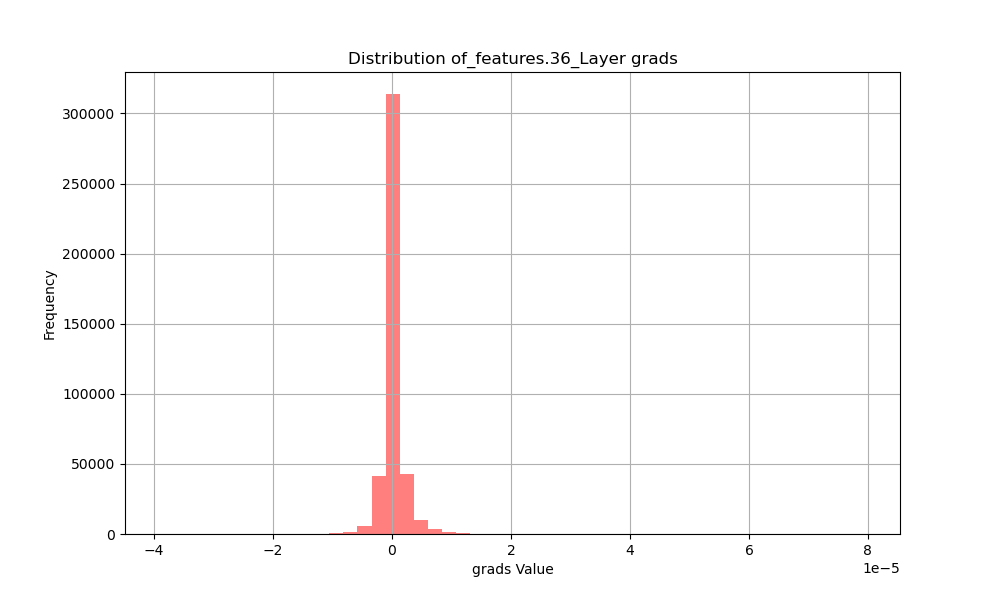 Distribution of_features.36_Layer grads
300000
250000
200000
150000
100000
50000
0
Frequency
−4 −2 0 2 4 6 8
1e−5
grads Value